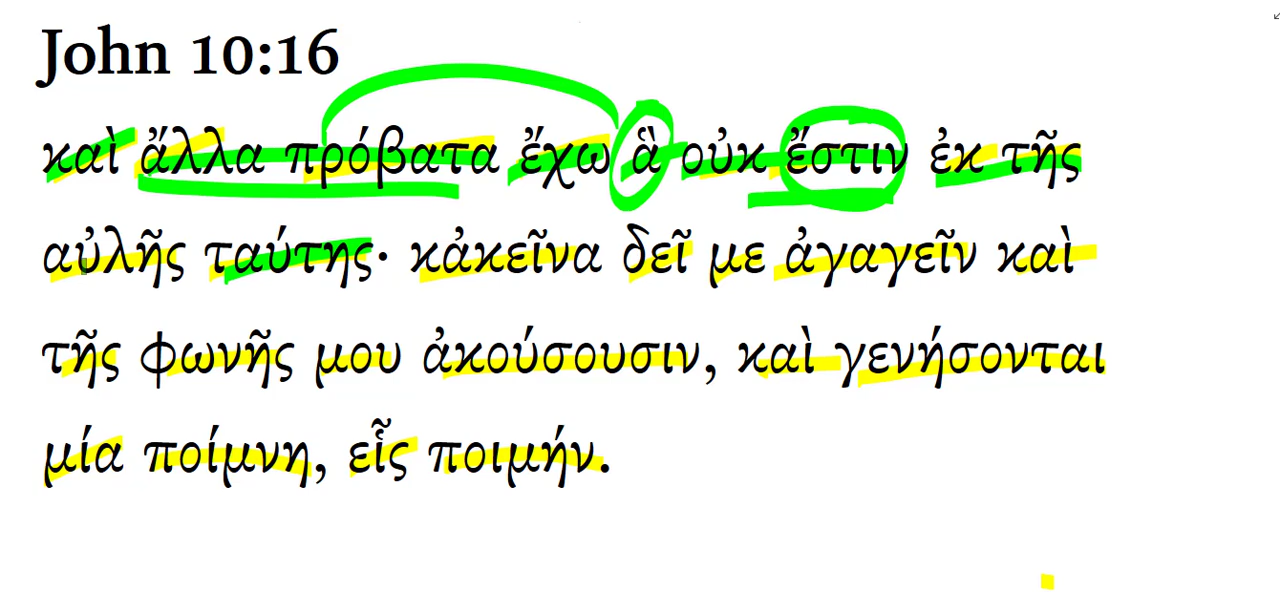 John 10:16
καὶ ἄλλα πρόβατα ἔχω ἃ οὐκ ἔστιν ἐκ τῆς
αὐλῆς ταύτης· κἀκεῖνα δεῖ με ἀγαγεῖν καὶ
τῆς φωνῆς μου ἀκούσουσιν, καὶ γενήσονται
μία ποίμνη, εἷς ποιμήν.